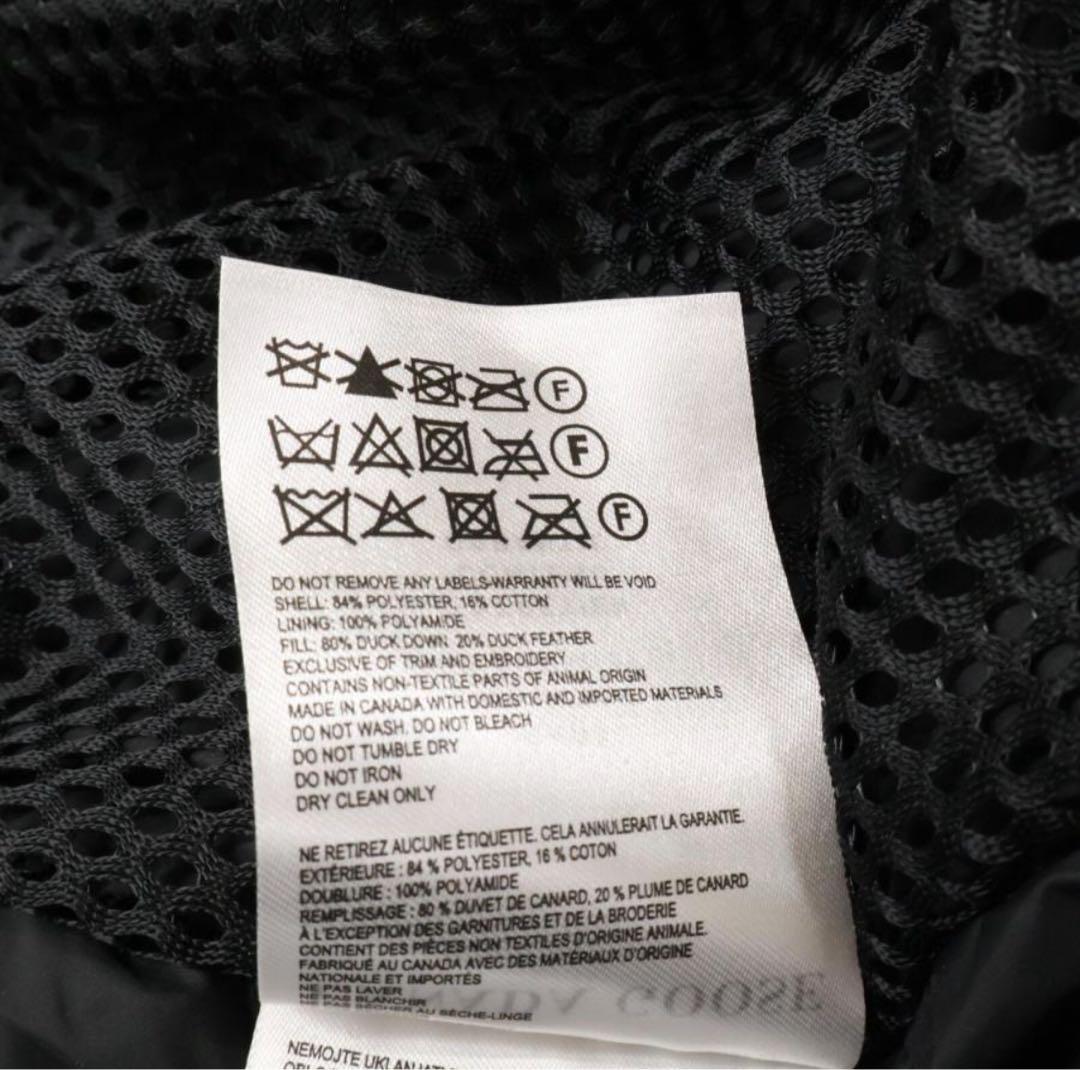 F
F
F
DO NOT REMOVE ANY LABELS-WARRANTY WILL BE VOID
SHELL: 84% POLYESTER, 16% COTTON
LINING: 100% POLYAMIDE
FILL: 80% DUCK DOWN 20% DUCK FEATHER
EXCLUSIVE OF TRIM AND EMBROIDERY
CONTAINS NON-TEXTILE PARTS OF ANIMAL ORIGIN
MADE IN CANADA WITH DOMESTIC AND IMPORTED MATERIALS
DO NOT WASH. DO NOT BLEACH
DO NOT TUMBLE DRY
DO NOT IRON
DRY CLEAN ONLY
NE RETIREZ AUCUNE ÉTIQUETTE. CELA ANNULERAIT LA GARANTIE.
EXTÉRIEURE : 84 % POLYESTER, 16 % COTON
DOUBLURE : 100% POLYAMIDE
REMPLISSAGE : 80 % DUVET DE CANARD, 20 % PLUME DE CANARD
À L'EXCEPTION DES GARNITURES ET DE LA BRODERIE
CONTIENT DES PIÈCES NON TEXTILES D'ORIGINE ANIMALE.
FABRIQUÉ AU CANADA AVEC DES MATÉRIAUX D'ORIGINE
NATIONALE ET IMPORTÉS
NE PAS LAVER
NE PAS BLANCHIR
NE PAS SÉCHER AU SÈCHE-LINGE
GOOSE
NEMOJTE